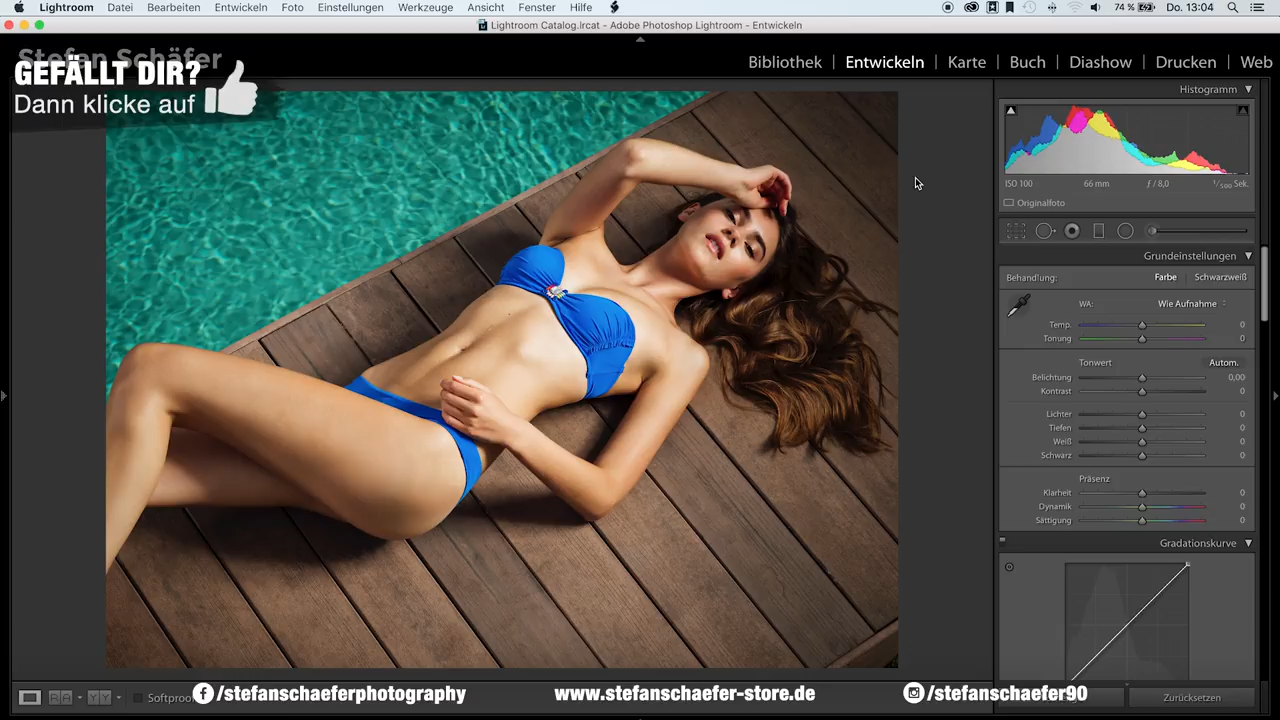 Lightroom Datei Bearbeiten Entwickeln Foto Einstellungen Werkzeuge Ansicht Fenster Hilfe 74 % Do. 13:04
Lightroom Catalog.lrcat - Adobe Photoshop Lightroom - Entwickeln
Stefan Schäfer
GEFÄLLT DIR?
Dann klicke auf
Bibliothek | Entwickeln | Karte | Buch | Diashow | Drucken | Web
Histogramm
ISO 100 66 mm ƒ / 8,0 1/500 Sek.
Originalfoto
Grundeinstellungen
Behandlung: Farbe Schwarzweiß
WA: Wie Aufnahme
Temp. 0
Tonung 0
Tonwert Autom.
Belichtung 0,00
Kontrast 0
Lichter 0
Tiefen 0
Weiß 0
Schwarz 0
Präsenz
Klarheit 0
Dynamik 0
Sättigung 0
Gradationskurve
Zurücksetzen
/stefanschaeferphotography
www.stefanschaefer-store.de
/stefanschaefer90